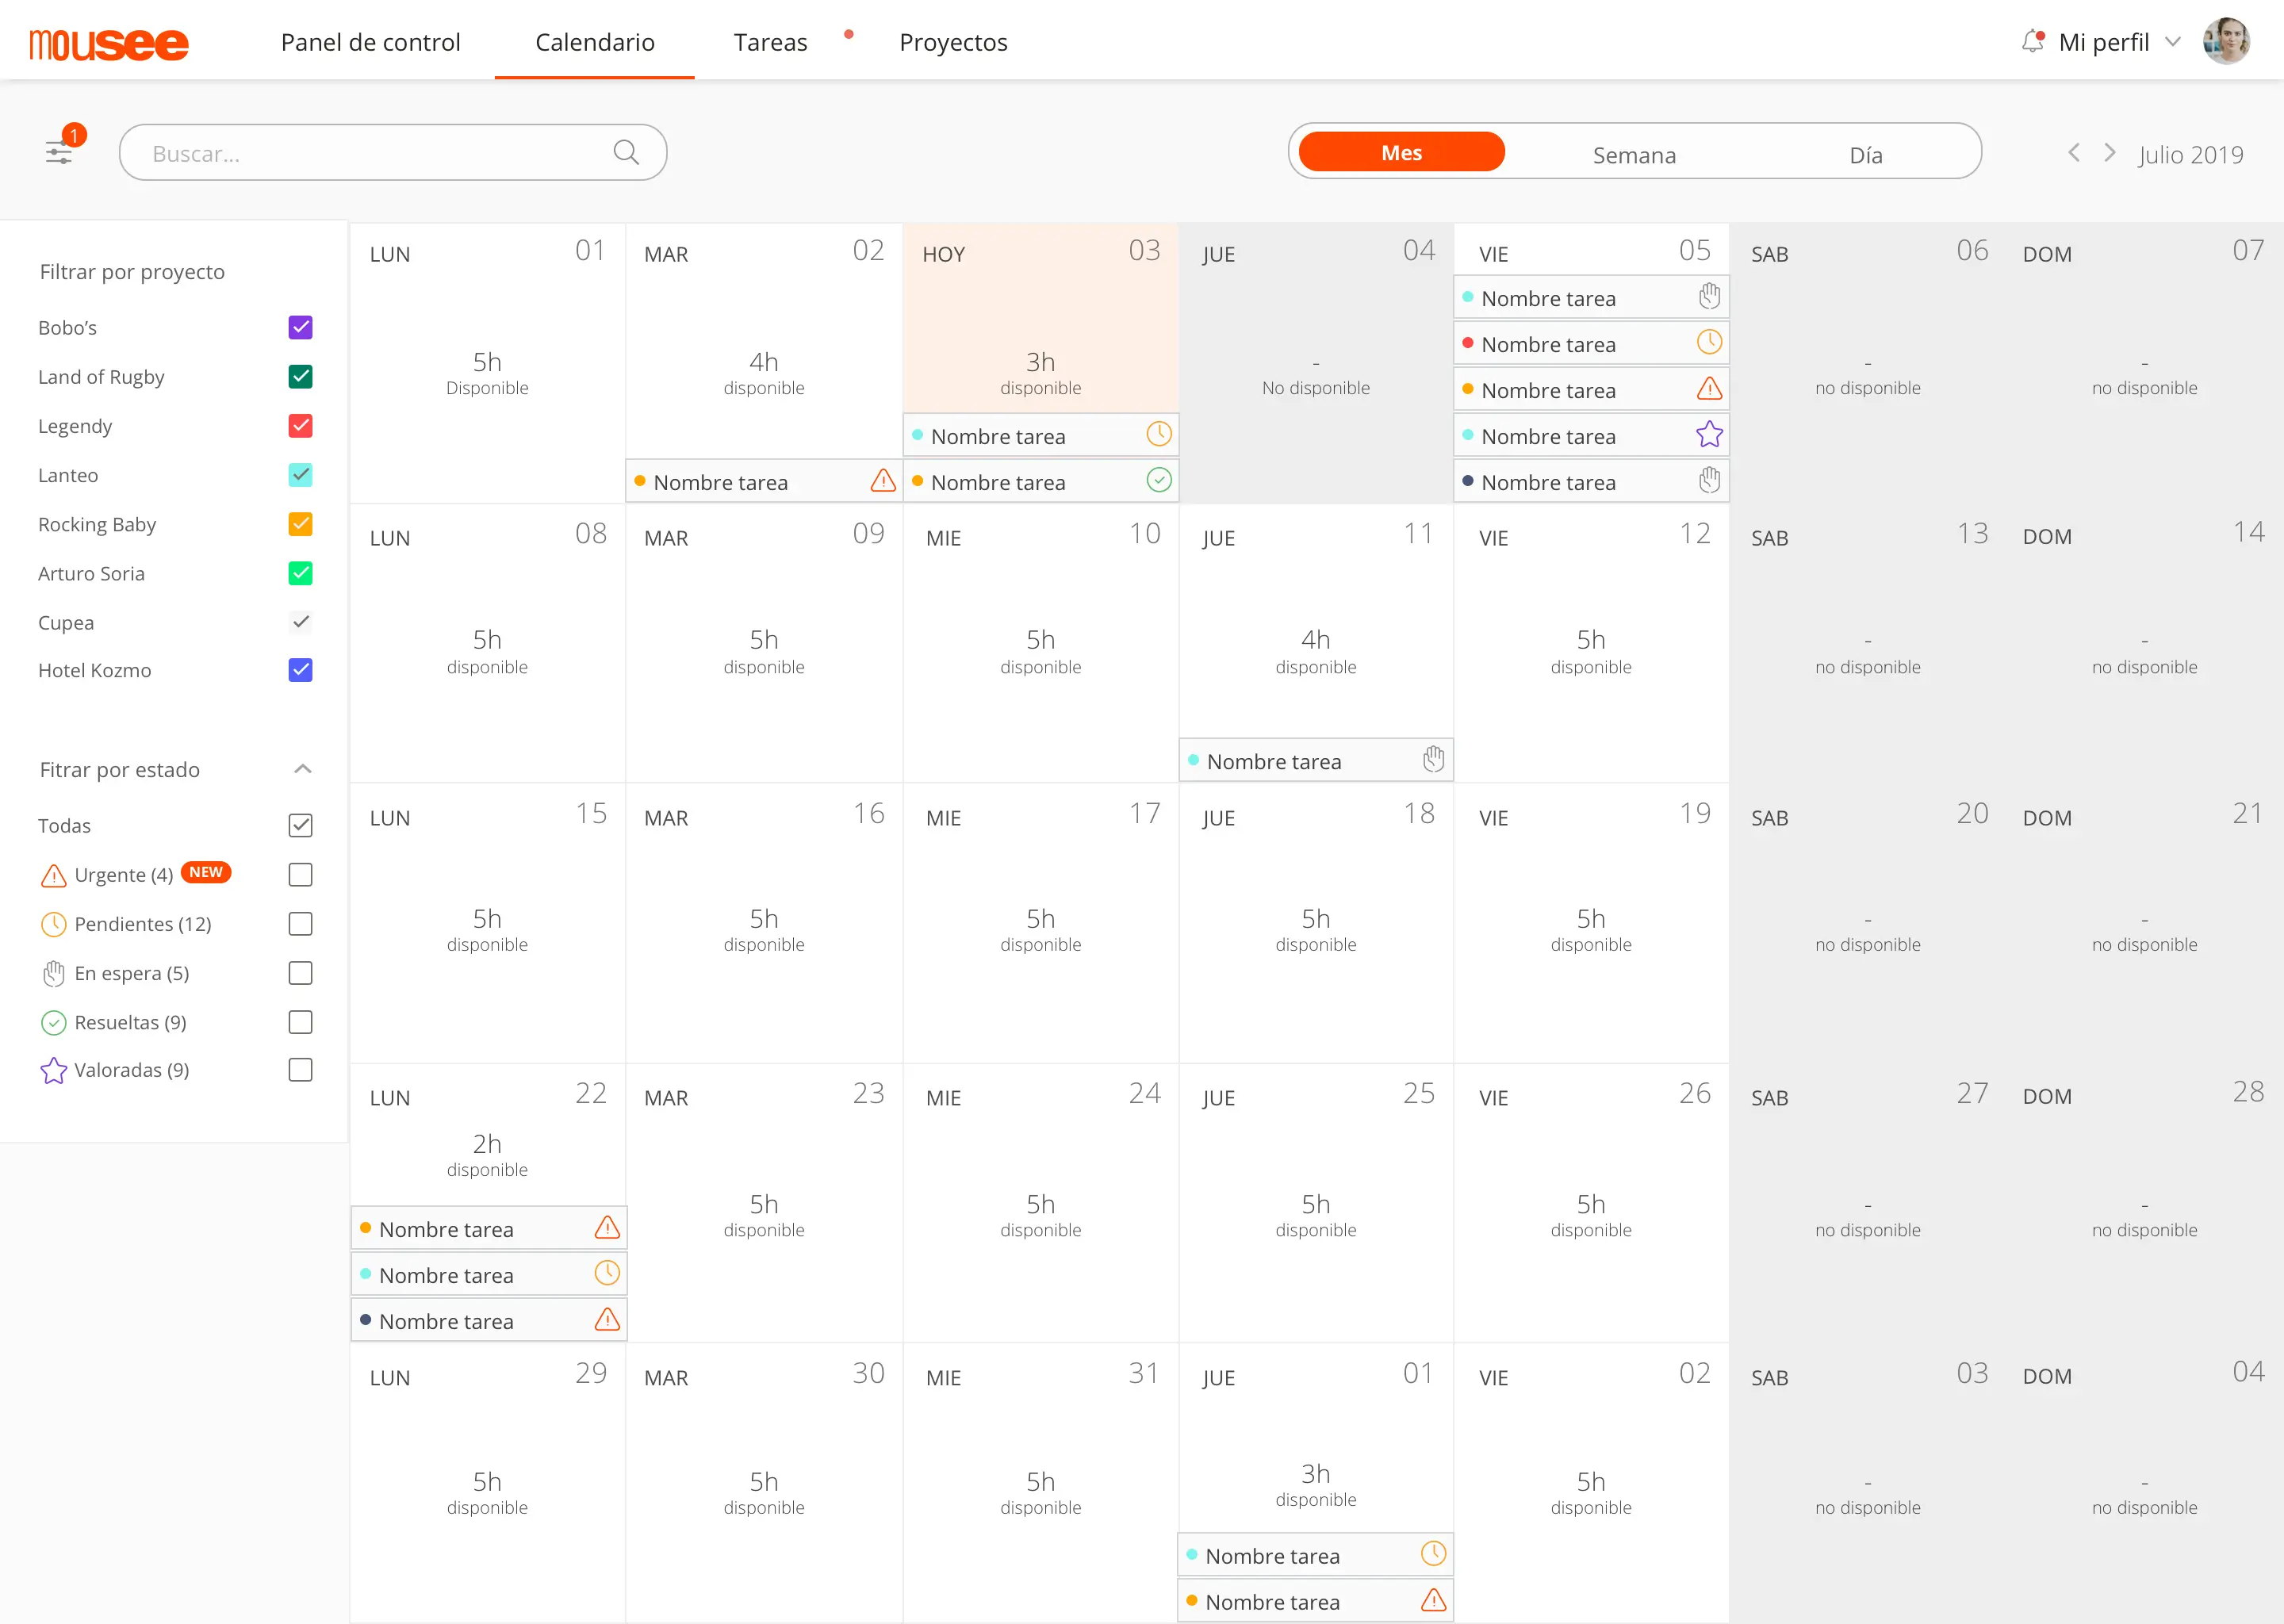 mousee Panel de control Calendario Tareas Proyectos Mi perfil
1 Buscar... Mes Semana Día Julio 2019
Filtrar por proyecto
Bobo's
Land of Rugby
Legendy
Lanteo
Rocking Baby
Arturo Soria
Cupea
Hotel Kozmo
Fitrar por estado
Todas
Urgente (4) NEW
Pendientes (12)
En espera (5)
Resueltas (9)
Valoradas (9)
LUN 01 MAR 02 HOY 03 JUE 04 VIE 05 SAB 06 DOM 07
Nombre tarea
Nombre tarea
5h 4h 3h - - -
Disponible disponible disponible No disponible Nombre tarea no disponible no disponible
Nombre tarea Nombre tarea
Nombre tarea Nombre tarea Nombre tarea
LUN 08 MAR 09 MIE 10 JUE 11 VIE 12 SAB 13 DOM 14
5h 5h 5h 4h 5h - -
disponible disponible disponible disponible disponible no disponible no disponible
Nombre tarea
LUN 15 MAR 16 MIE 17 JUE 18 VIE 19 SAB 20 DOM 21
5h 5h 5h 5h 5h - -
disponible disponible disponible disponible disponible no disponible no disponible
LUN 22 MAR 23 MIE 24 JUE 25 VIE 26 SAB 27 DOM 28
2h
disponible
5h 5h 5h 5h - -
Nombre tarea disponible disponible disponible disponible no disponible no disponible
Nombre tarea
Nombre tarea
LUN 29 MAR 30 MIE 31 JUE 01 VIE 02 SAB 03 DOM 04
5h 5h 5h 3h 5h - -
disponible disponible disponible disponible disponible no disponible no disponible
Nombre tarea
Nombre tarea